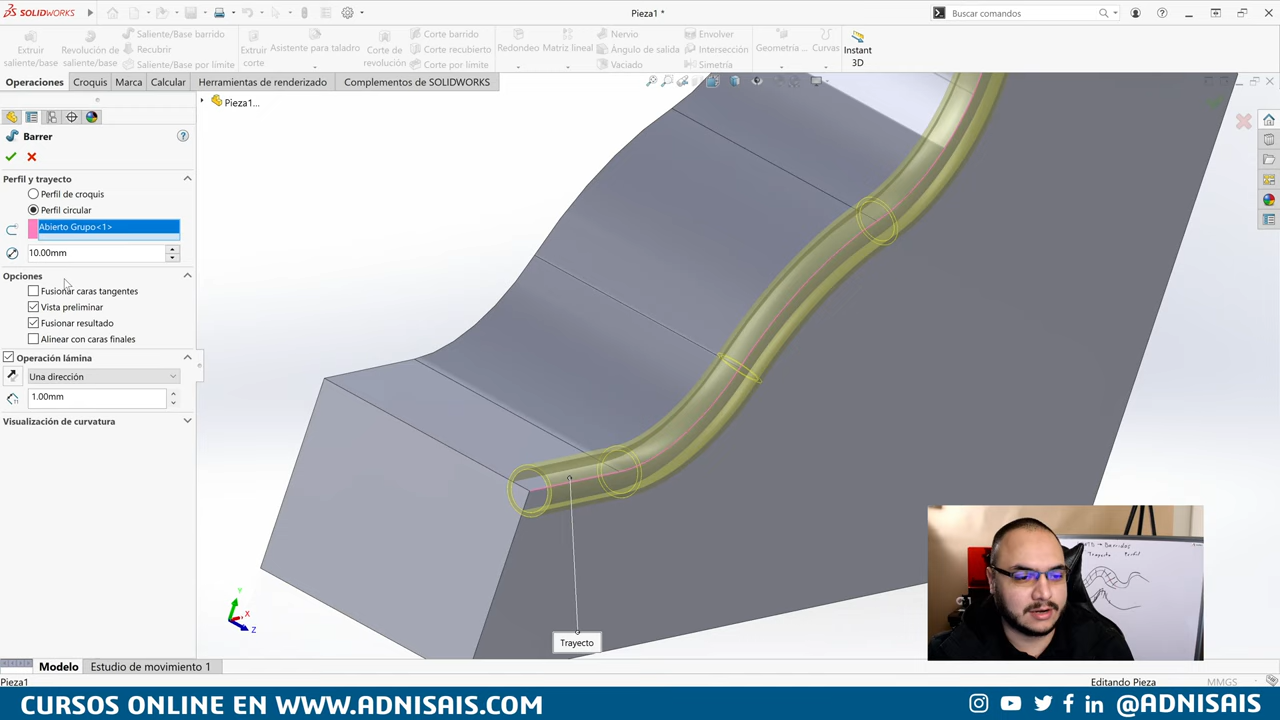 SOLIDWORKS
Pieza1 *
Buscar comandos
Extruir saliente/base
Revolución de saliente/base
Saliente/Base barrido
Recubrir
Saliente/Base por límite
Extruir corte
Asistente para taladro
Corte de revolución
Corte barrido
Corte recubierto
Corte por límite
Redondeo
Matriz lineal
Nervio
Ángulo de salida
Vaciado
Envolver
Intersección
Simetría
Geometría ...
Curvas
Instant 3D
Operaciones
Croquis
Marca
Calcular
Herramientas de renderizado
Complementos de SOLIDWORKS
Pieza1...
Barrer
Perfil y trayecto
Perfil de croquis
Perfil circular
Abierto Grupo<1>
10.00mm
Opciones
Fusionar caras tangentes
Vista preliminar
Fusionar resultado
Alinear con caras finales
Operación lámina
Una dirección
1.00mm
Visualización de curvatura
Y
X
Z
Trayecto
Barridos
Trayecto Perfil
Modelo
Estudio de movimiento 1
Pieza1
Editando Pieza
MMGS
CURSOS ONLINE EN WWW.ADNISAIS.COM
@ADNISAIS